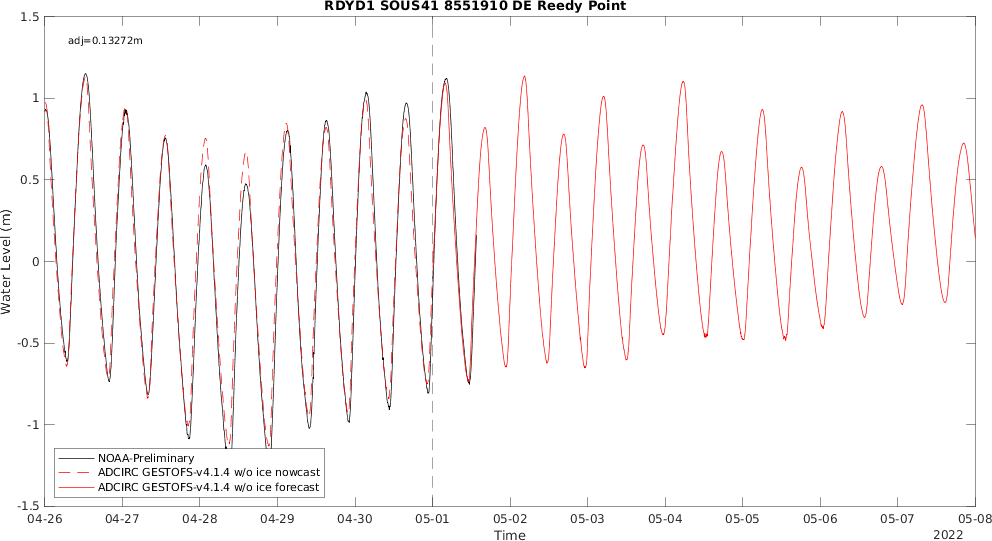 RDYD1 SOUS41 8551910 DE Reedy Point
adj=0.13272m
Water Level (m)
1.5
1
0.5
0
-0.5
-1
-1.5
NOAA-Preliminary
ADCIRC GESTOFS-v4.1.4 w/o ice nowcast
ADCIRC GESTOFS-v4.1.4 w/o ice forecast
04-26 04-27 04-28 04-29 04-30 05-01 05-02 05-03 05-04 05-05 05-06 05-07 05-08
Time
2022